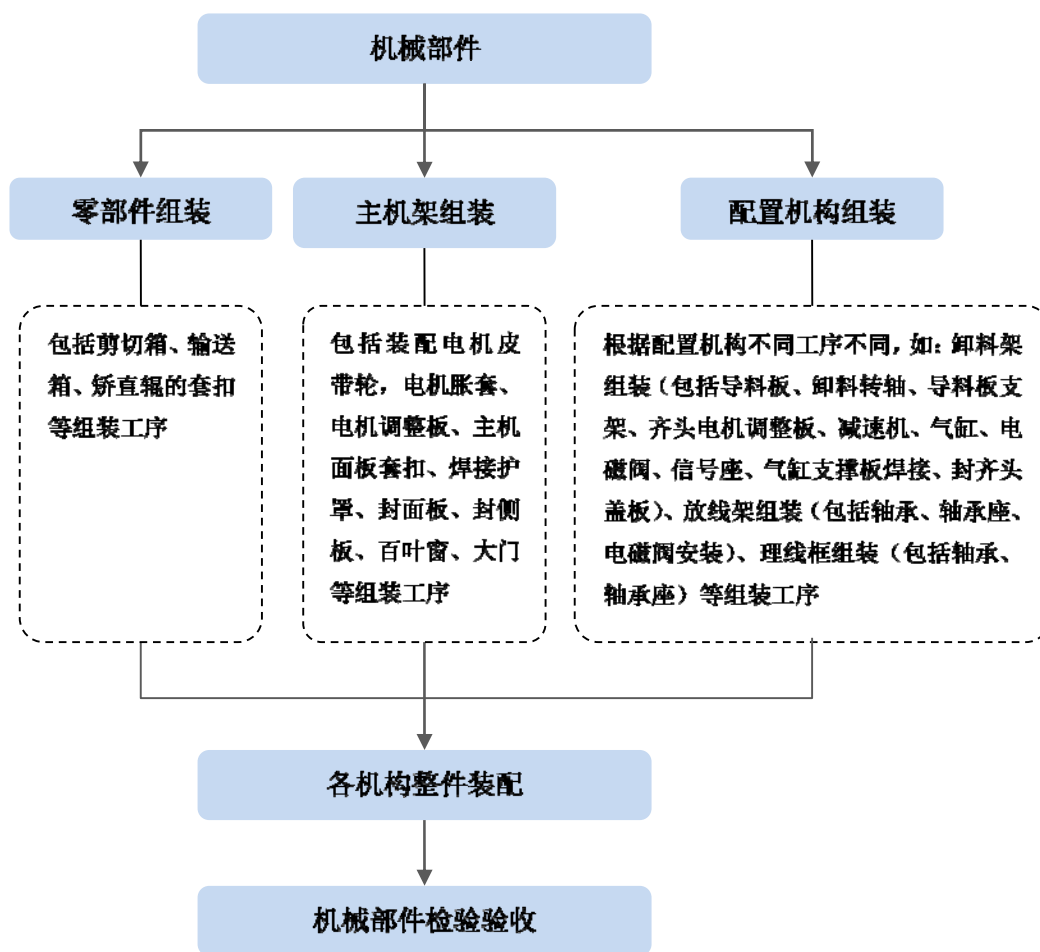 机械部件
零部件组装
主机架组装
配置机构组装
包括剪切箱、输送
箱、矫直辊的套扣
等组装工序
包括装配电机皮
带轮，电机胀套、
电机调整板、主机
面板套扣、焊接护
罩、封面板、封侧
板、百叶窗、大门
等组装工序
根据配置机构不同工序不同，如：卸料架
组装（包括导料板、卸料转轴、导料板支
架、齐头电机调整板、减速机、气缸、电
磁阀、信号座、气缸支撑板焊接、封齐头
盖板）、放线架组装（包括轴承、轴承座、
电磁阀安装）、理线框组装（包括轴承、
轴承座）等组装工序
各机构整件装配
机械部件检验验收